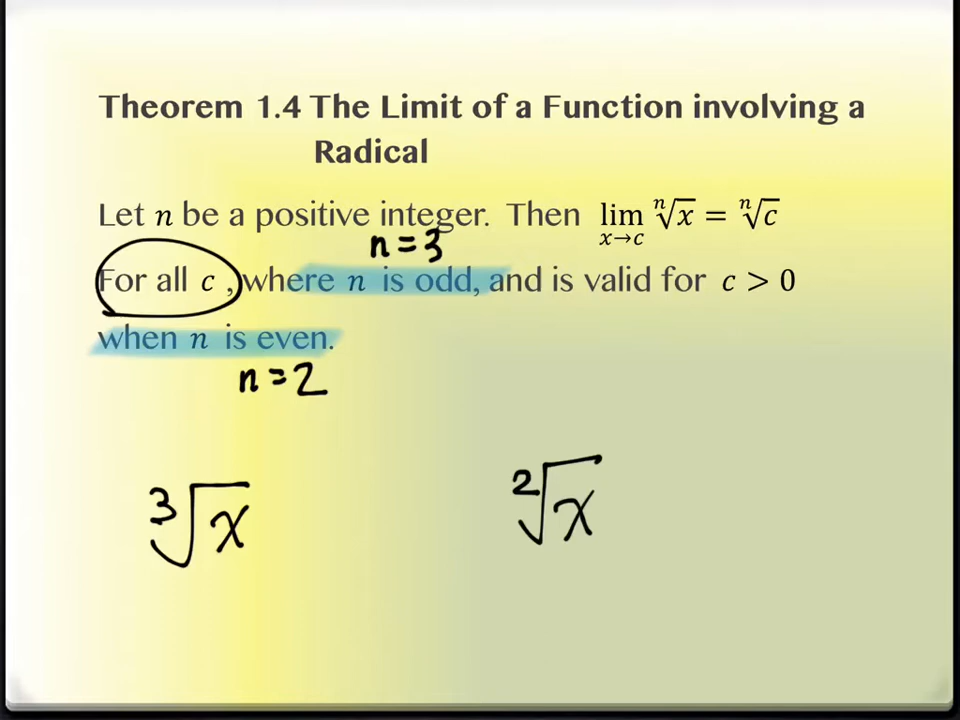 Theorem 1.4 The Limit of a Function involving a
Radical
Let n be a positive integer. Then lim x→c ⁿ√x = ⁿ√c
n=3
For all c , where n is odd, and is valid for c > 0
when n is even.
n=2
³√x ²√x